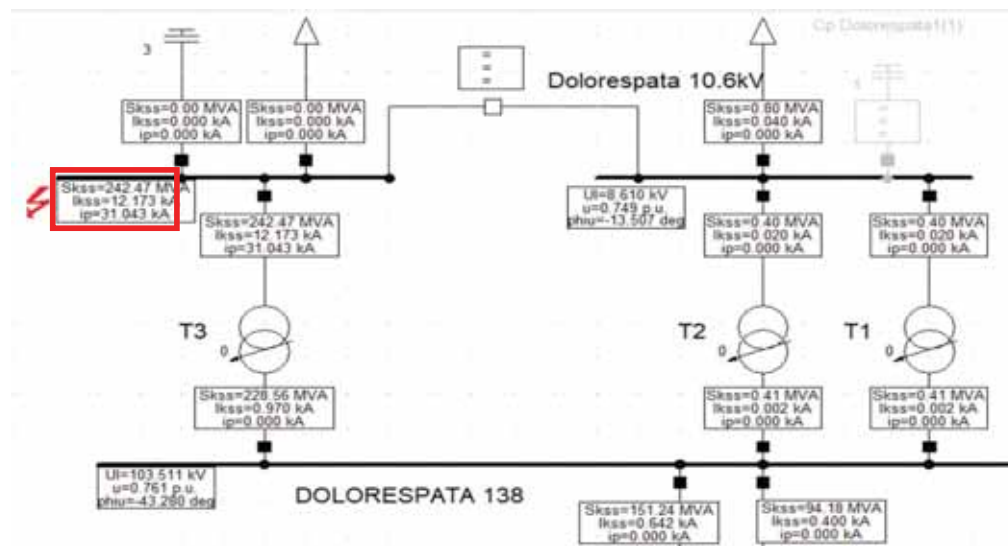 Cp Dolorespata1(1)
3
1
Dolorespata 10.6kV
Skss=0.00 MVA
Ikss=0.000 kA
ip=0.000 kA
Skss=0.00 MVA
Ikss=0.000 kA
ip=0.000 kA
Skss=0.80 MVA
Ikss=0.040 kA
ip=0.000 kA
Skss=242.47 MVA
Ikss=12.173 kA
ip=31.043 kA
Skss=242.47 MVA
Ikss=12.173 kA
ip=31.043 kA
Ul=8.610 kV
u=0.749 p.u.
phiu=-13.507 deg
Skss=0.40 MVA
Ikss=0.020 kA
ip=0.000 kA
Skss=0.40 MVA
Ikss=0.020 kA
ip=0.000 kA
T3
0
T2
0
T1
0
Skss=228.56 MVA
Ikss=0.970 kA
ip=0.000 kA
Skss=0.41 MVA
Ikss=0.002 kA
ip=0.000 kA
Skss=0.41 MVA
Ikss=0.002 kA
ip=0.000 kA
Ul=103.511 kV
u=0.761 p.u.
phiu=-43.280 deg
DOLORESPATA 138
Skss=151.24 MVA
Ikss=0.642 kA
ip=0.000 kA
Skss=94.18 MVA
Ikss=0.400 kA
ip=0.000 kA